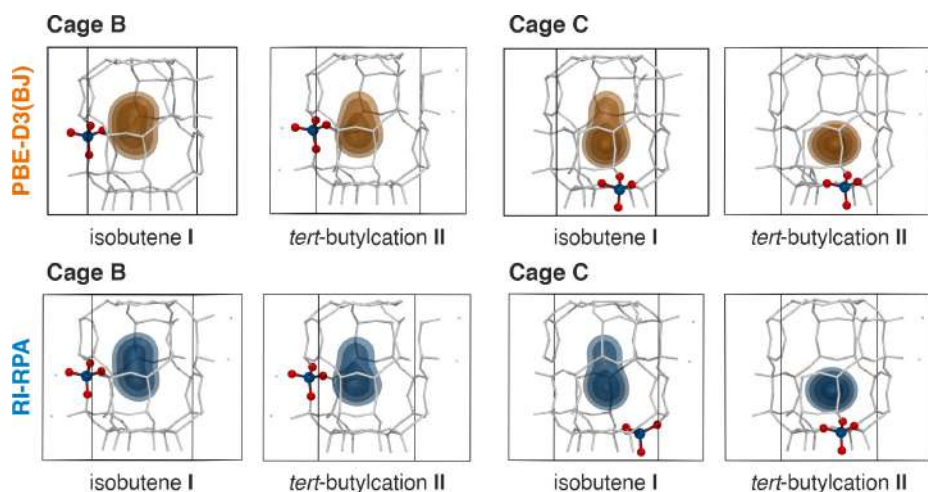 Cage B
Cage C
PBE-D3(BJ)
isobutene I
tert-butylcation II
isobutene I
tert-butylcation II
Cage B
Cage C
RI-RPA
isobutene I
tert-butylcation II
isobutene I
tert-butylcation II